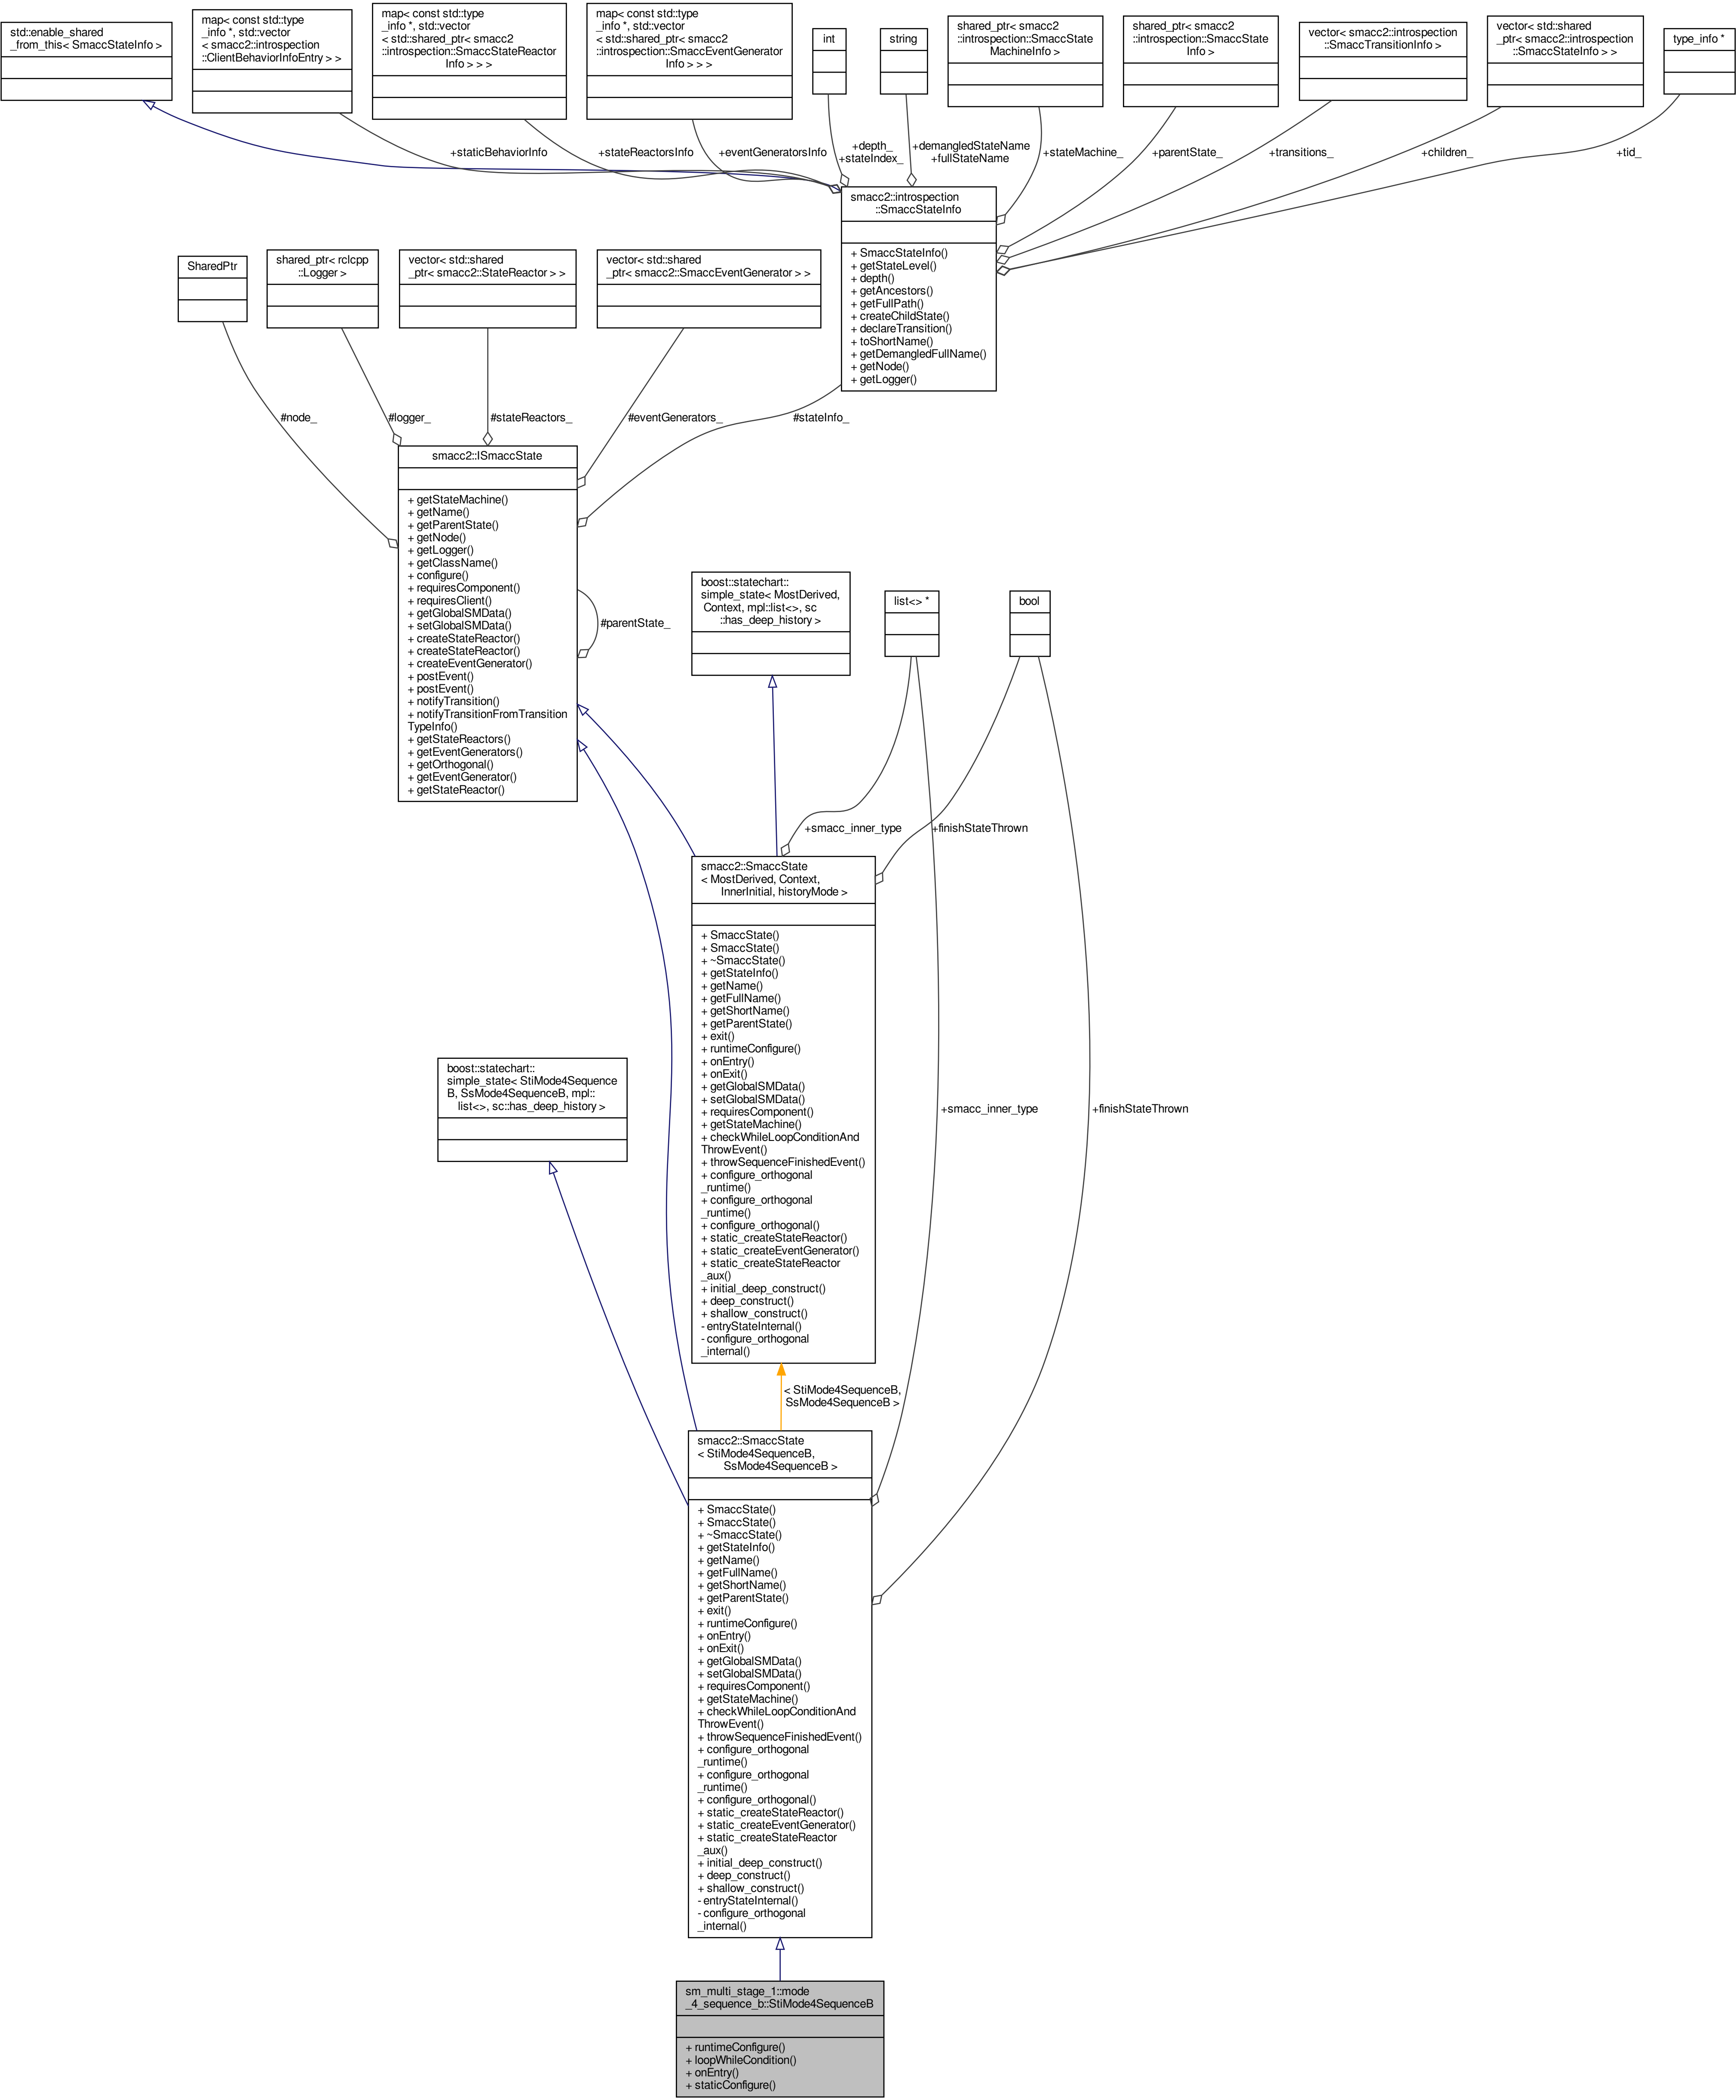 std::enable_shared
_from_this< SmaccStateInfo >
map< const std::type
_info *, std::vector
< smacc2::introspection
::ClientBehaviorInfoEntry > >
map< const std::type
_info *, std::vector
< std::shared_ptr< smacc2
::introspection::SmaccStateReactor
Info > > >
map< const std::type
_info *, std::vector
< std::shared_ptr< smacc2
::introspection::SmaccEventGenerator
Info > > >
int
string
shared_ptr< smacc2
::introspection::SmaccState
MachineInfo >
shared_ptr< smacc2
::introspection::SmaccState
Info >
vector< smacc2::introspection
::SmaccTransitionInfo >
vector< std::shared
_ptr< smacc2::introspection
::SmaccStateInfo > >
type_info *
+staticBehaviorInfo
+stateReactorsInfo
+eventGeneratorsInfo
+depth_
+stateIndex_
+demangledStateName
+fullStateName
+stateMachine_
+parentState_
+transitions_
+children_
+tid_
smacc2::introspection
::SmaccStateInfo
+ SmaccStateInfo()
+ getStateLevel()
+ depth()
+ getAncestors()
+ getFullPath()
+ createChildState()
+ declareTransition()
+ toShortName()
+ getDemangledFullName()
+ getNode()
+ getLogger()
SharedPtr
shared_ptr< rclcpp
::Logger >
vector< std::shared
_ptr< smacc2::StateReactor > >
vector< std::shared
_ptr< smacc2::SmaccEventGenerator > >
#node_
#logger_
#stateReactors_
#eventGenerators_
#stateInfo_
smacc2::ISmaccState
+ getStateMachine()
+ getName()
+ getParentState()
+ getNode()
+ getLogger()
+ getClassName()
+ configure()
+ requiresComponent()
+ requiresClient()
+ getGlobalSMData()
+ setGlobalSMData()
+ createStateReactor()
+ createStateReactor()
+ createEventGenerator()
+ postEvent()
+ postEvent()
+ notifyTransition()
+ notifyTransitionFromTransition
TypeInfo()
+ getStateReactors()
+ getEventGenerators()
+ getOrthogonal()
+ getEventGenerator()
+ getStateReactor()
#parentState_
boost::statechart::
simple_state< MostDerived,
Context, mpl::list<>, sc
::has_deep_history >
list<> *
bool
+smacc_inner_type
+finishStateThrown
smacc2::SmaccState
< MostDerived, Context,
InnerInitial, historyMode >
+ SmaccState()
+ SmaccState()
+ ~SmaccState()
+ getStateInfo()
+ getName()
+ getFullName()
+ getShortName()
+ getParentState()
+ exit()
+ runtimeConfigure()
+ onEntry()
+ onExit()
+ getGlobalSMData()
+ setGlobalSMData()
+ requiresComponent()
+ getStateMachine()
+ checkWhileLoopConditionAnd
ThrowEvent()
+ throwSequenceFinishedEvent()
+ configure_orthogonal
_runtime()
+ configure_orthogonal
_runtime()
+ configure_orthogonal()
+ static_createStateReactor()
+ static_createEventGenerator()
+ static_createStateReactor
_aux()
+ initial_deep_construct()
+ deep_construct()
+ shallow_construct()
- entryStateInternal()
- configure_orthogonal
_internal()
boost::statechart::
simple_state< StiMode4Sequence
B, SsMode4SequenceB, mpl::
list<>, sc::has_deep_history >
+smacc_inner_type
+finishStateThrown
< StiMode4SequenceB,
SsMode4SequenceB >
smacc2::SmaccState
< StiMode4SequenceB,
SsMode4SequenceB >
+ SmaccState()
+ SmaccState()
+ ~SmaccState()
+ getStateInfo()
+ getName()
+ getFullName()
+ getShortName()
+ getParentState()
+ exit()
+ runtimeConfigure()
+ onEntry()
+ onExit()
+ getGlobalSMData()
+ setGlobalSMData()
+ requiresComponent()
+ getStateMachine()
+ checkWhileLoopConditionAnd
ThrowEvent()
+ throwSequenceFinishedEvent()
+ configure_orthogonal
_runtime()
+ configure_orthogonal
_runtime()
+ configure_orthogonal()
+ static_createStateReactor()
+ static_createEventGenerator()
+ static_createStateReactor
_aux()
+ initial_deep_construct()
+ deep_construct()
+ shallow_construct()
- entryStateInternal()
- configure_orthogonal
_internal()
sm_multi_stage_1::mode
_4_sequence_b::StiMode4SequenceB
+ runtimeConfigure()
+ loopWhileCondition()
+ onEntry()
+ staticConfigure()